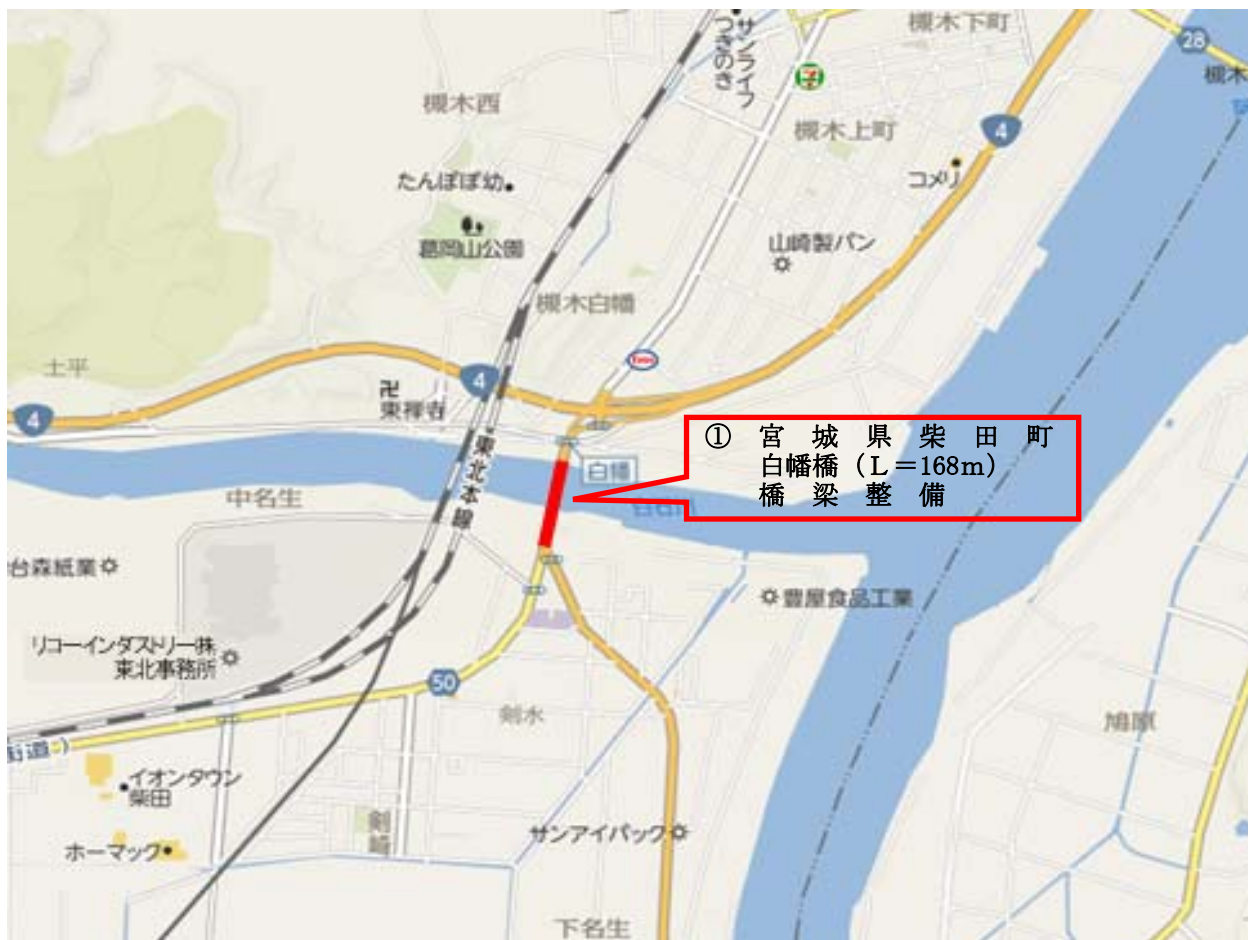 サンライフ
つきのき
槻木下町
28
槻木
槻木西
7
槻木上町
4
たんぽぽ幼
コメリ
葛岡山公園
山崎製パン
槻木白幡
土平
4
卍
東禅寺
4
① 宮城県柴田町
白幡橋（L＝168m）
橋梁整備
東北本線
白幡
中名生
台森紙業
豊屋食品工業
リコーインダストリー㈱
東北事務所
50
剣水
鳩原
街道）
イオンタウン
柴田
剣崎
サンアイパック
ホーマック
下名生